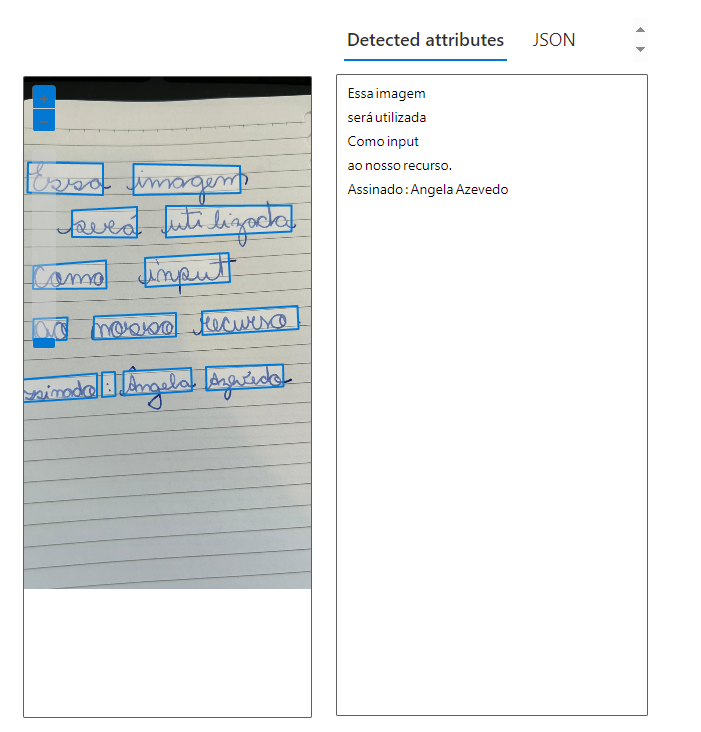 Detected attributes JSON
+
−
Essa imagem
será utilizada
Como input
ao nosso recurso
ssinado : Ângela Azevedo
Essa imagem
será utilizada
Como input
ao nosso recurso.
Assinado : Angela Azevedo